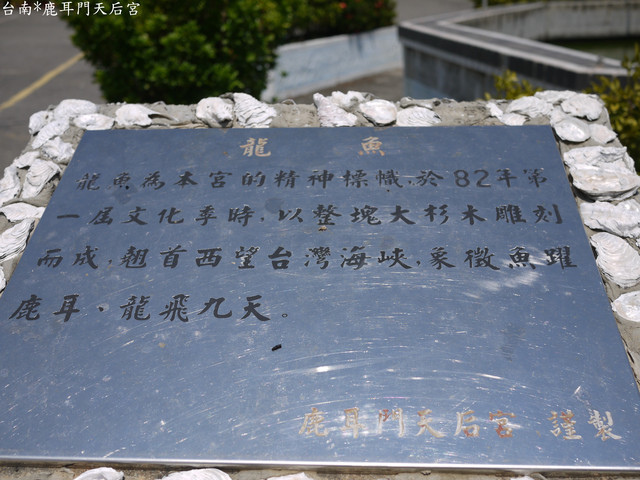 台南*鹿耳門天后宮
龍 魚
龍魚為本宮的精神標幟,於82年第
一屆文化季時,以整塊大杉木雕刻
而成,翹首西望台灣海峽,象徵魚躍
鹿耳、龍飛九天。
鹿耳門天后宮 謹製